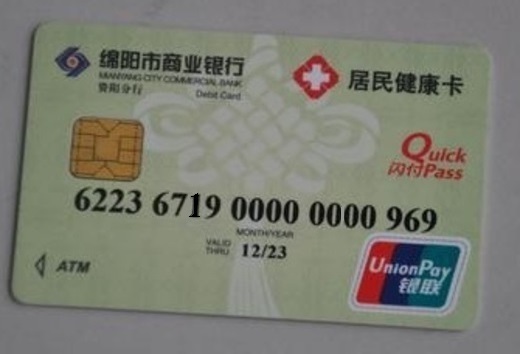 绵阳市商业银行
MIANYANG CITY COMMERCIAL BANK
资阳分行
Debit Card
居民健康卡
Quick
闪付Pass
6223 6719 0000 0000 969
MONTH/YEAR
VALID
THRU 12/23
ATM
UnionPay
银联